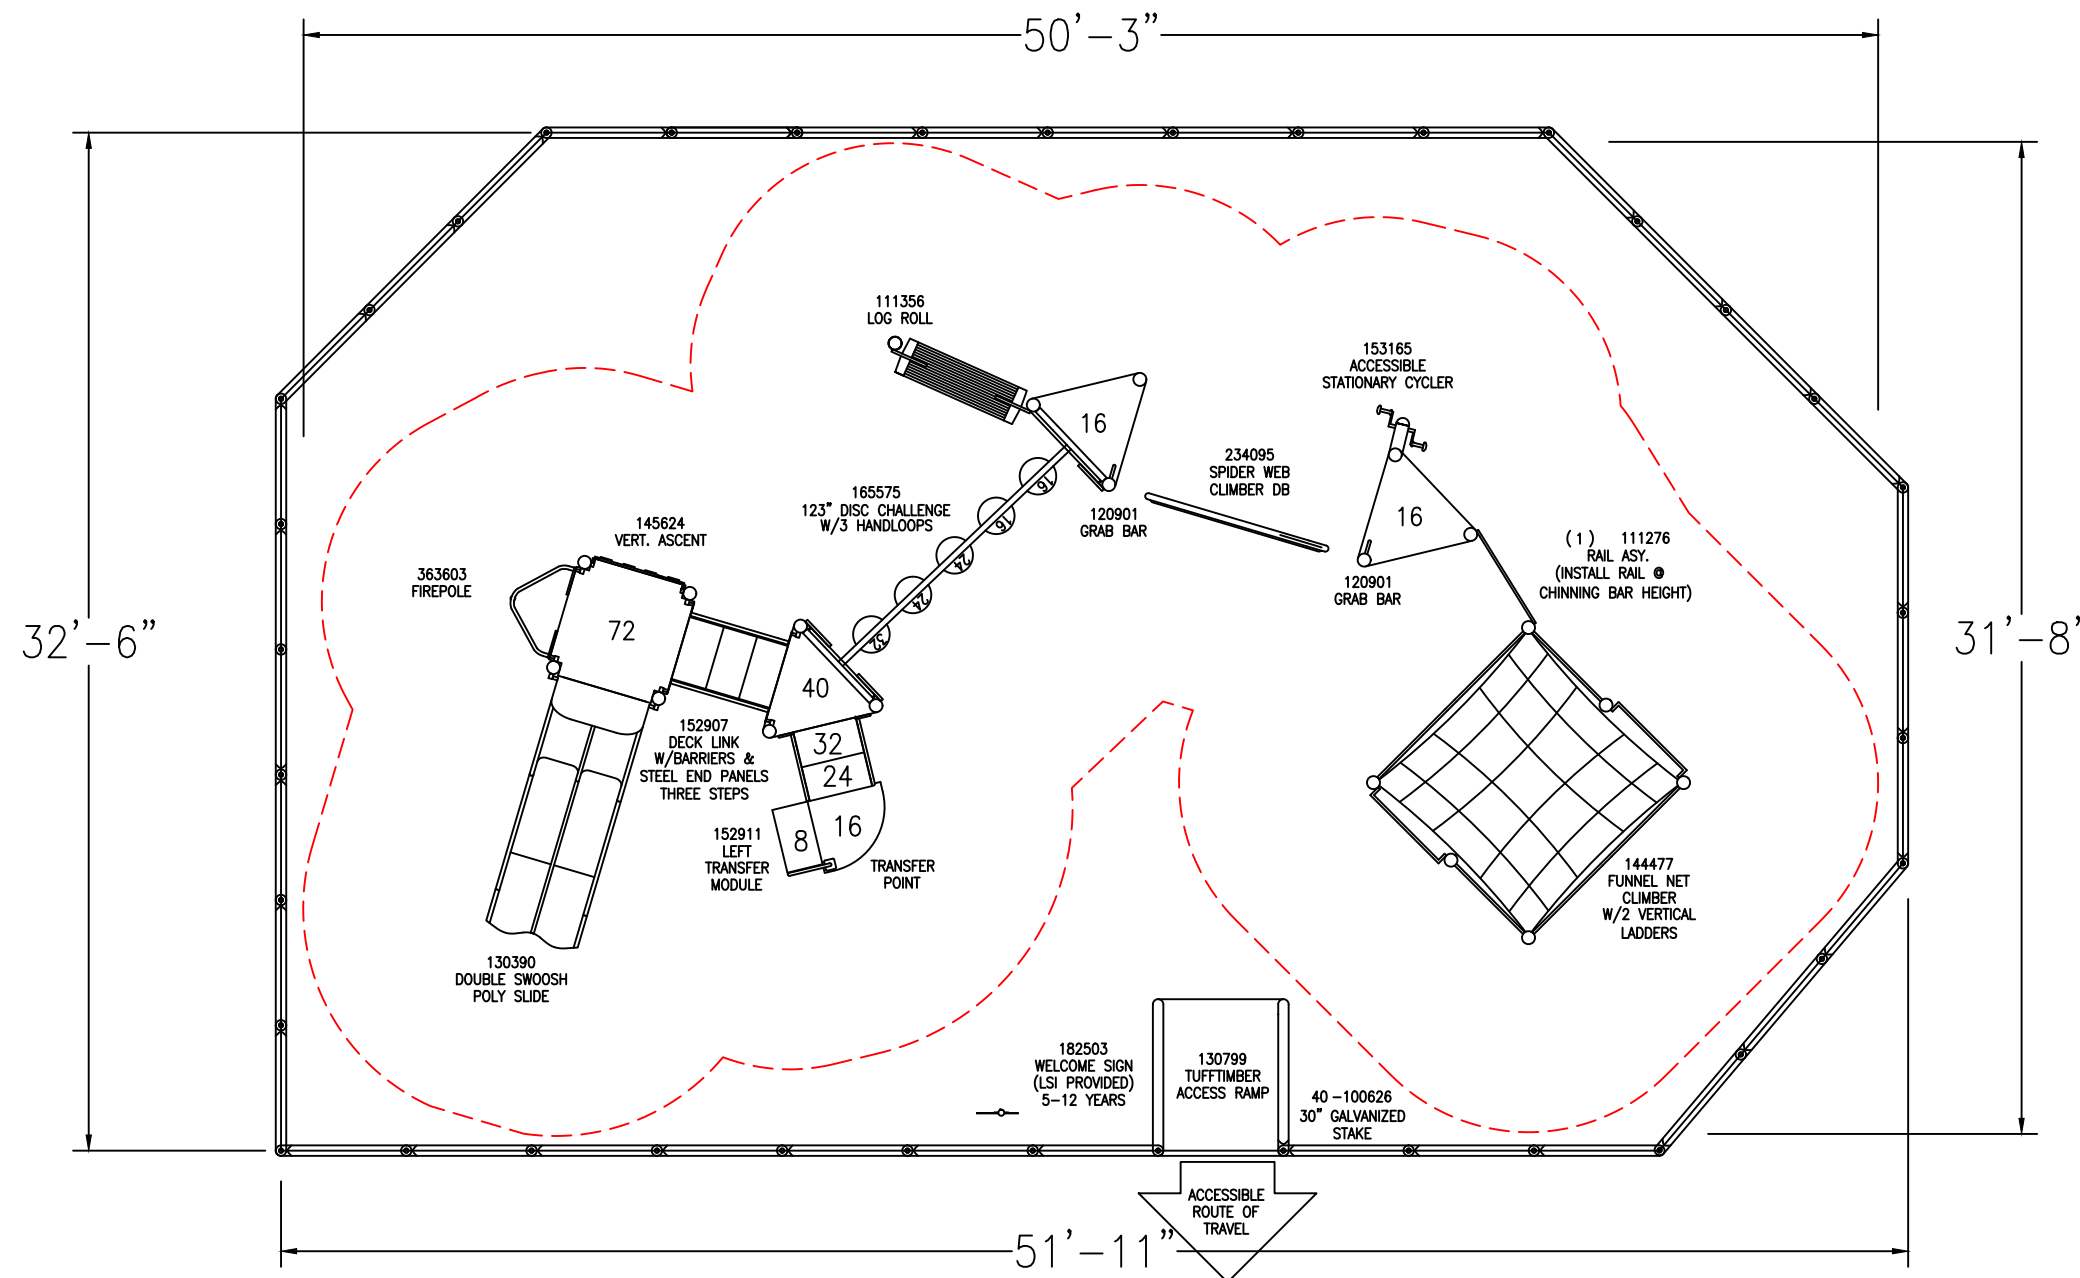 50'-3"
32'-6"
31'-8'
111356
LOG ROLL
16
153165
ACCESSIBLE
STATIONARY CYCLER
234095
SPIDER WEB
CLIMBER DB
165575
123" DISC CHALLENGE
W/3 HANDLOOPS
16
16
24
24
32
120901
GRAB BAR
16
120901
GRAB BAR
(1) 111276
RAIL ASY.
(INSTALL RAIL @
CHINNING BAR HEIGHT)
145624
VERT. ASCENT
363603
FIREPOLE
72
40
32
24
16
8
152907
DECK LINK
W/BARRIERS &
STEEL END PANELS
THREE STEPS
152911
LEFT
TRANSFER
MODULE
TRANSFER
POINT
144477
FUNNEL NET
CLIMBER
W/2 VERTICAL
LADDERS
130390
DOUBLE SWOOSH
POLY SLIDE
182503
WELCOME SIGN
(LSI PROVIDED)
5-12 YEARS
130799
TUFFTIMBER
ACCESS RAMP
40-100626
30" GALVANIZED
STAKE
ACCESSIBLE
ROUTE OF
TRAVEL
51'-11"